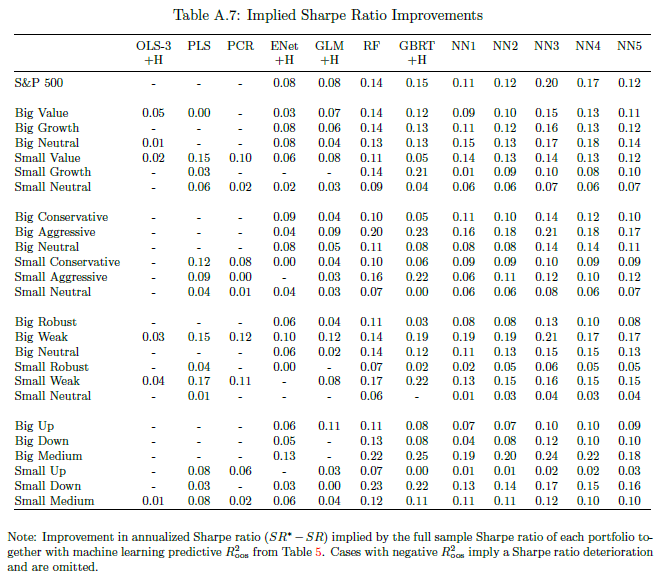 Table A.7: Implied Sharpe Ratio Improvements
OLS-3 PLS PCR ENet GLM RF GBRT NN1 NN2 NN3 NN4 NN5
+H +H +H +H
S&P 500 - - - 0.08 0.08 0.14 0.15 0.11 0.12 0.20 0.17 0.12
Big Value 0.05 0.00 - 0.03 0.07 0.14 0.12 0.09 0.10 0.15 0.13 0.11
Big Growth - - - 0.08 0.06 0.14 0.13 0.11 0.12 0.16 0.13 0.12
Big Neutral 0.01 - - 0.08 0.04 0.13 0.13 0.15 0.13 0.17 0.18 0.14
Small Value 0.02 0.15 0.10 0.06 0.08 0.11 0.05 0.14 0.13 0.14 0.13 0.12
Small Growth - 0.03 - - - 0.14 0.21 0.01 0.09 0.10 0.08 0.10
Small Neutral - 0.06 0.02 0.02 0.03 0.09 0.04 0.06 0.06 0.07 0.06 0.07
Big Conservative - - - 0.09 0.04 0.10 0.05 0.11 0.10 0.14 0.12 0.10
Big Aggressive - - - 0.04 0.09 0.20 0.23 0.16 0.18 0.21 0.18 0.17
Big Neutral - - - 0.08 0.05 0.11 0.08 0.08 0.08 0.14 0.14 0.11
Small Conservative - 0.12 0.08 0.00 0.04 0.10 0.06 0.09 0.09 0.10 0.09 0.09
Small Aggressive - 0.09 0.00 - 0.03 0.16 0.22 0.06 0.11 0.12 0.10 0.12
Small Neutral - 0.04 0.01 0.04 0.03 0.07 0.00 0.06 0.06 0.08 0.06 0.07
Big Robust - - - 0.06 0.04 0.11 0.03 0.08 0.08 0.13 0.10 0.08
Big Weak 0.03 0.15 0.12 0.10 0.12 0.14 0.19 0.19 0.19 0.21 0.17 0.17
Big Neutral - - - 0.06 0.02 0.14 0.12 0.11 0.13 0.15 0.15 0.13
Small Robust - 0.04 - 0.00 - 0.07 0.02 0.02 0.05 0.06 0.05 0.05
Small Weak 0.04 0.17 0.11 - 0.08 0.17 0.22 0.13 0.15 0.16 0.15 0.15
Small Neutral - 0.01 - - - 0.06 - 0.01 0.03 0.04 0.03 0.04
Big Up - - - 0.06 0.11 0.11 0.08 0.07 0.07 0.10 0.10 0.09
Big Down - - - 0.05 - 0.13 0.08 0.04 0.08 0.12 0.10 0.10
Big Medium - - - 0.13 - 0.22 0.25 0.19 0.20 0.24 0.22 0.18
Small Up - 0.08 0.06 - 0.03 0.07 0.00 0.01 0.01 0.02 0.02 0.03
Small Down - 0.03 - 0.03 0.00 0.23 0.22 0.13 0.14 0.17 0.15 0.16
Small Medium 0.01 0.08 0.02 0.06 0.04 0.12 0.11 0.11 0.11 0.12 0.10 0.10
Note: Improvement in annualized Sharpe ratio (SR* − SR) implied by the full sample Sharpe ratio of each portfolio to-
gether with machine learning predictive R²oos from Table 5. Cases with negative R²oos imply a Sharpe ratio deterioration
and are omitted.